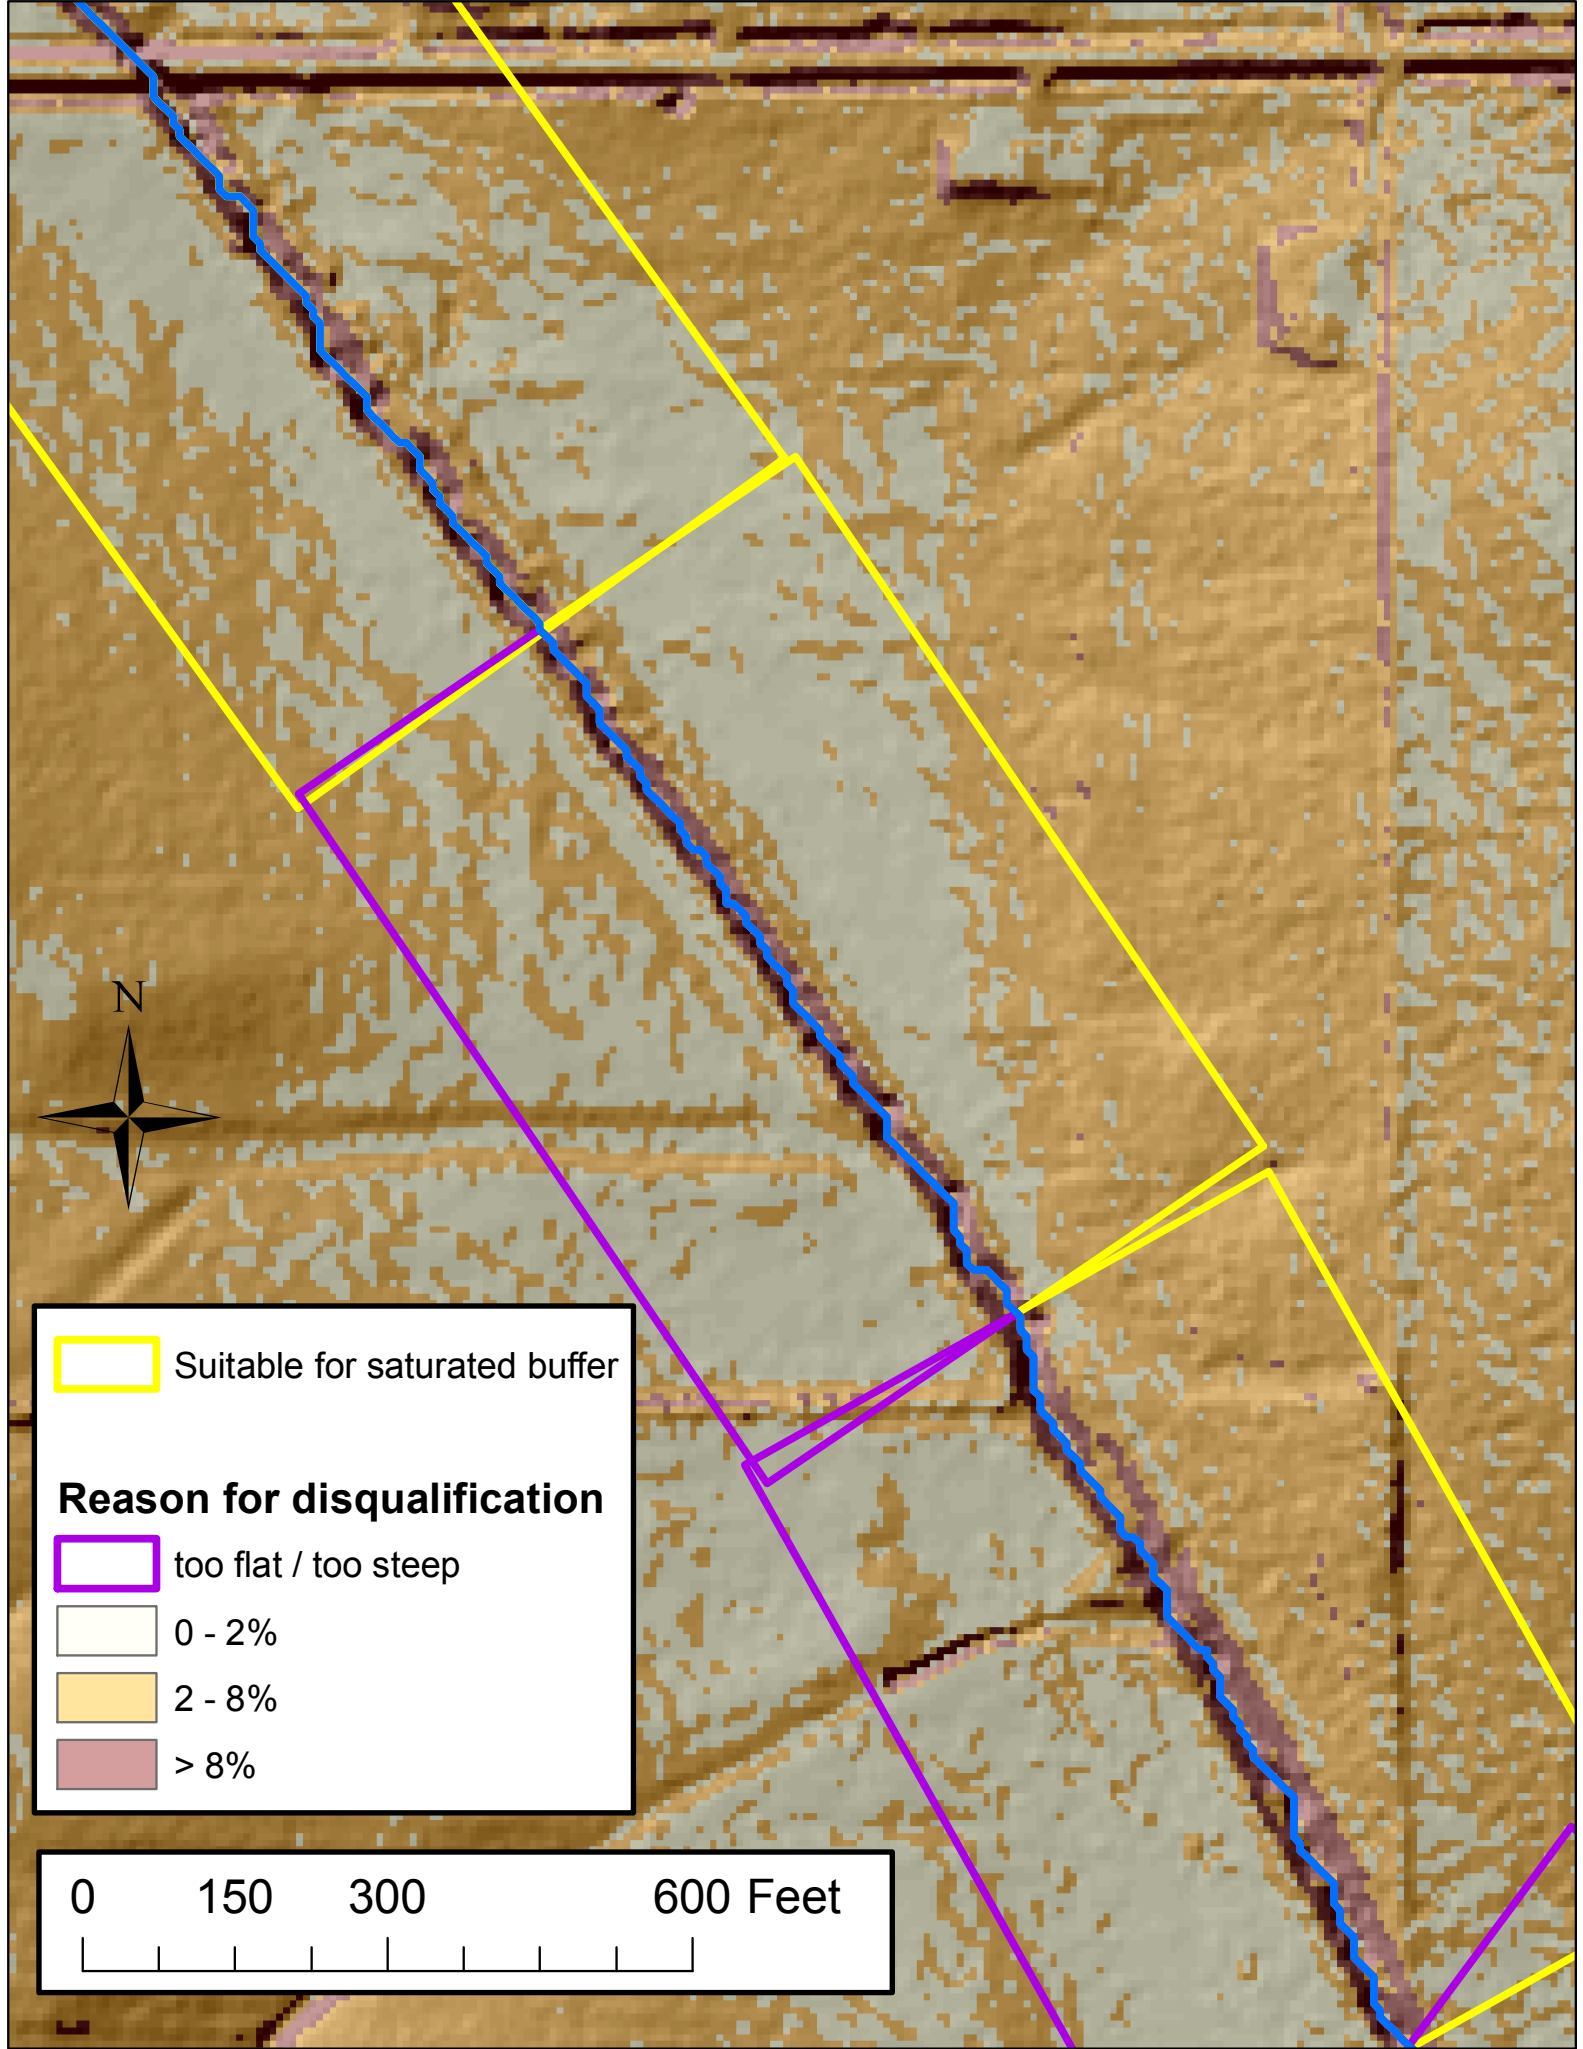 N
Suitable for saturated buffer
Reason for disqualification
too flat / too steep
0 - 2%
2 - 8%
> 8%
0 150 300 600 Feet